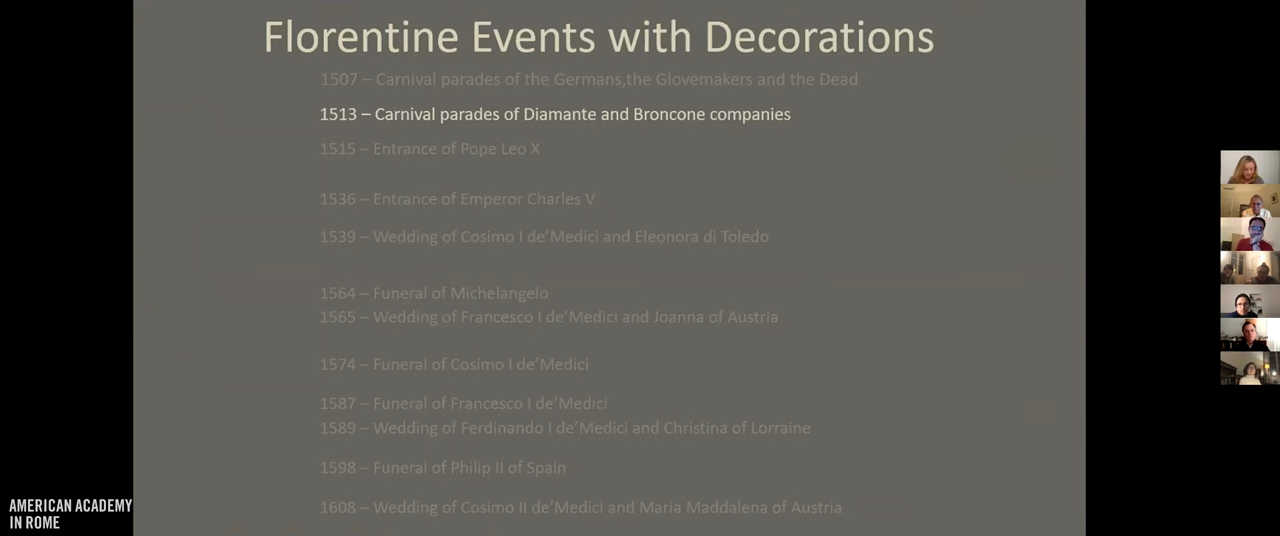 Florentine Events with Decorations
1507 – Carnival parades of the Germans,the Glovemakers and the Dead
1513 – Carnival parades of Diamante and Broncone companies
1515 – Entrance of Pope Leo X
1536 – Entrance of Emperor Charles V
1539 – Wedding of Cosimo I de’Medici and Eleonora di Toledo
1564 – Funeral of Michelangelo
1565 – Wedding of Francesco I de’Medici and Joanna of Austria
1574 – Funeral of Cosimo I de’Medici
1587 – Funeral of Francesco I de’Medici
1589 – Wedding of Ferdinando I de’Medici and Christina of Lorraine
1598 – Funeral of Philip II of Spain
1608 – Wedding of Cosimo II de’Medici and Maria Maddalena of Austria
AMERICAN ACADEMY
IN ROME